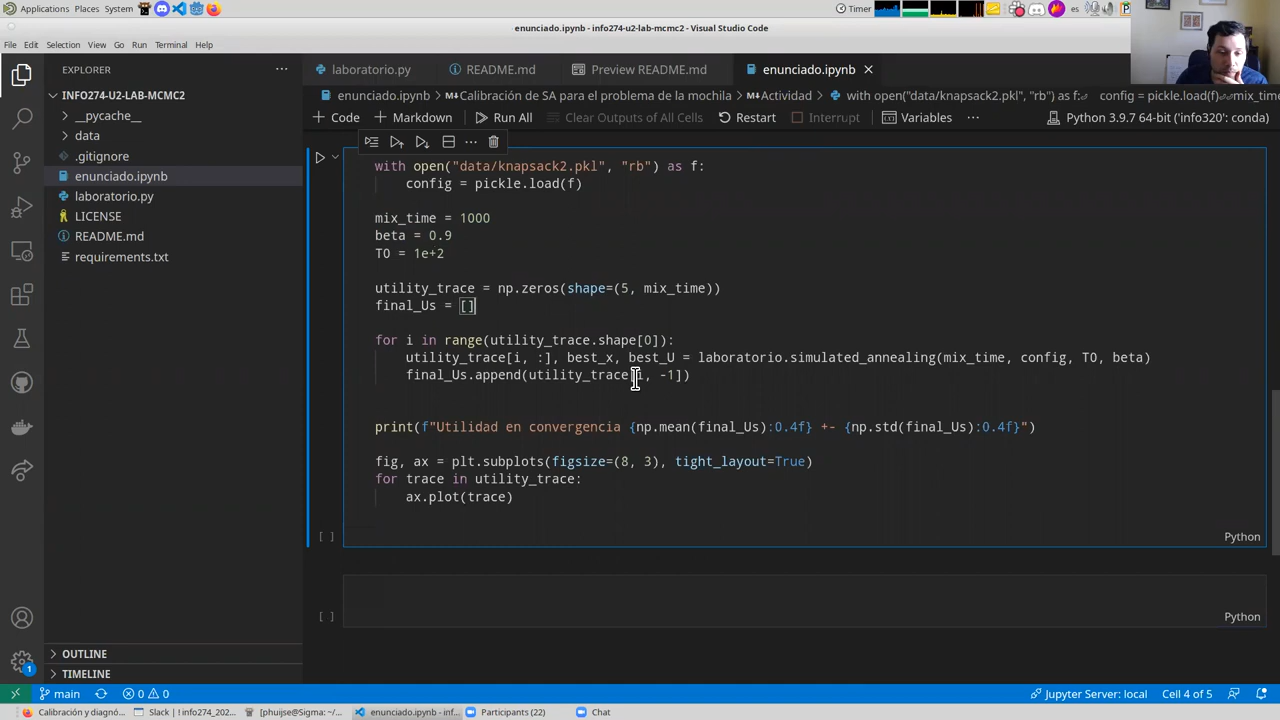 Applications Places System Timer es
enunciado.ipynb - info274-u2-lab-mcmc2 - Visual Studio Code
File Edit Selection View Go Run Terminal Help
EXPLORER
laboratorio.py README.md Preview README.md enunciado.ipynb
INFO274-U2-LAB-MCMC2
enunciado.ipynb > Calibración de SA para el problema de la mochila > Actividad > with open("data/knapsack2.pkl", "rb") as f: config = pickle.load(f) mix_time
+ Code + Markdown Run All Clear Outputs of All Cells Restart Interrupt Variables Python 3.9.7 64-bit ('info320': conda)
__pycache__
data
.gitignore
enunciado.ipynb
laboratorio.py
LICENSE
README.md
requirements.txt
with open("data/knapsack2.pkl", "rb") as f:
config = pickle.load(f)
mix_time = 1000
beta = 0.9
T0 = 1e+2
utility_trace = np.zeros(shape=(5, mix_time))
final_Us = []
for i in range(utility_trace.shape[0]):
utility_trace[i, :], best_x, best_U = laboratorio.simulated_annealing(mix_time, config, T0, beta)
final_Us.append(utility_trace[i, -1])
print(f"Utilidad en convergencia {np.mean(final_Us):0.4f} +- {np.std(final_Us):0.4f}")
fig, ax = plt.subplots(figsize=(8, 3), tight_layout=True)
for trace in utility_trace:
ax.plot(trace)
[ ] Python
[ ] Python
OUTLINE
TIMELINE
1
main 0 0 Jupyter Server: local Cell 4 of 5
Calibración y diagnó... Slack | ! info274_202... [phuijse@Sigma: ~/... enunciado.ipynb - inf... Participants (22) Chat